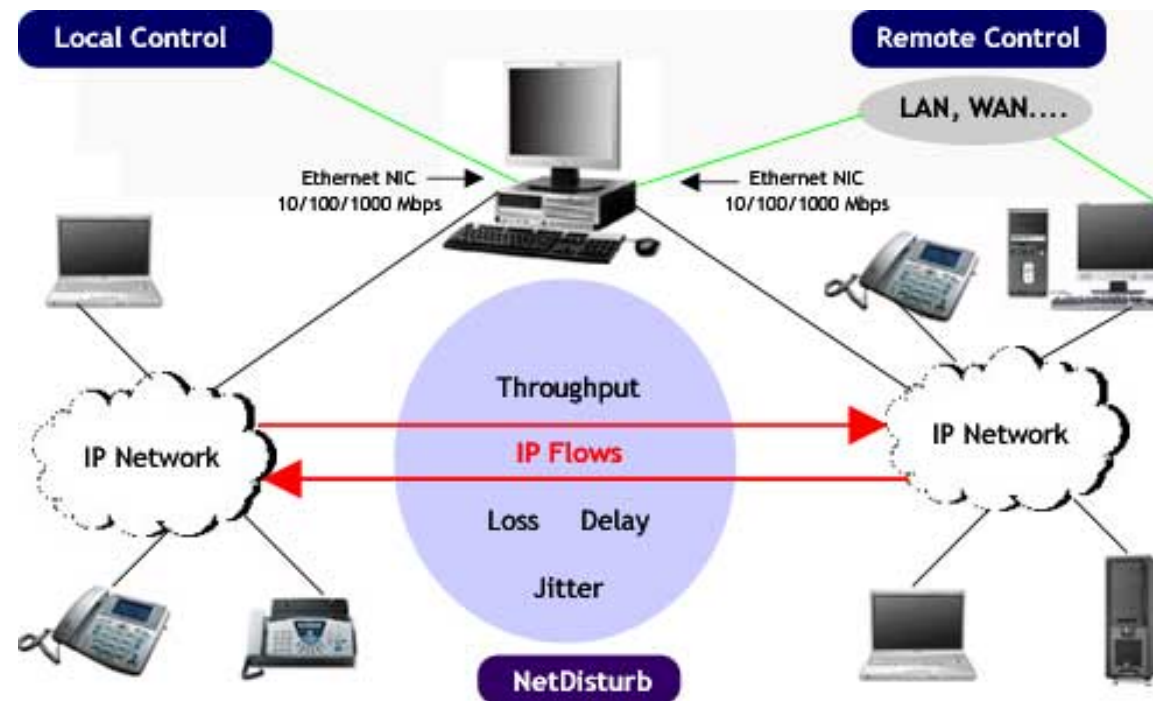 Local Control
Remote Control
LAN, WAN....
Ethernet NIC
10/100/1000 Mbps
Ethernet NIC
10/100/1000 Mbps
Throughput
IP Flows
IP Network
IP Network
Loss Delay
Jitter
NetDisturb